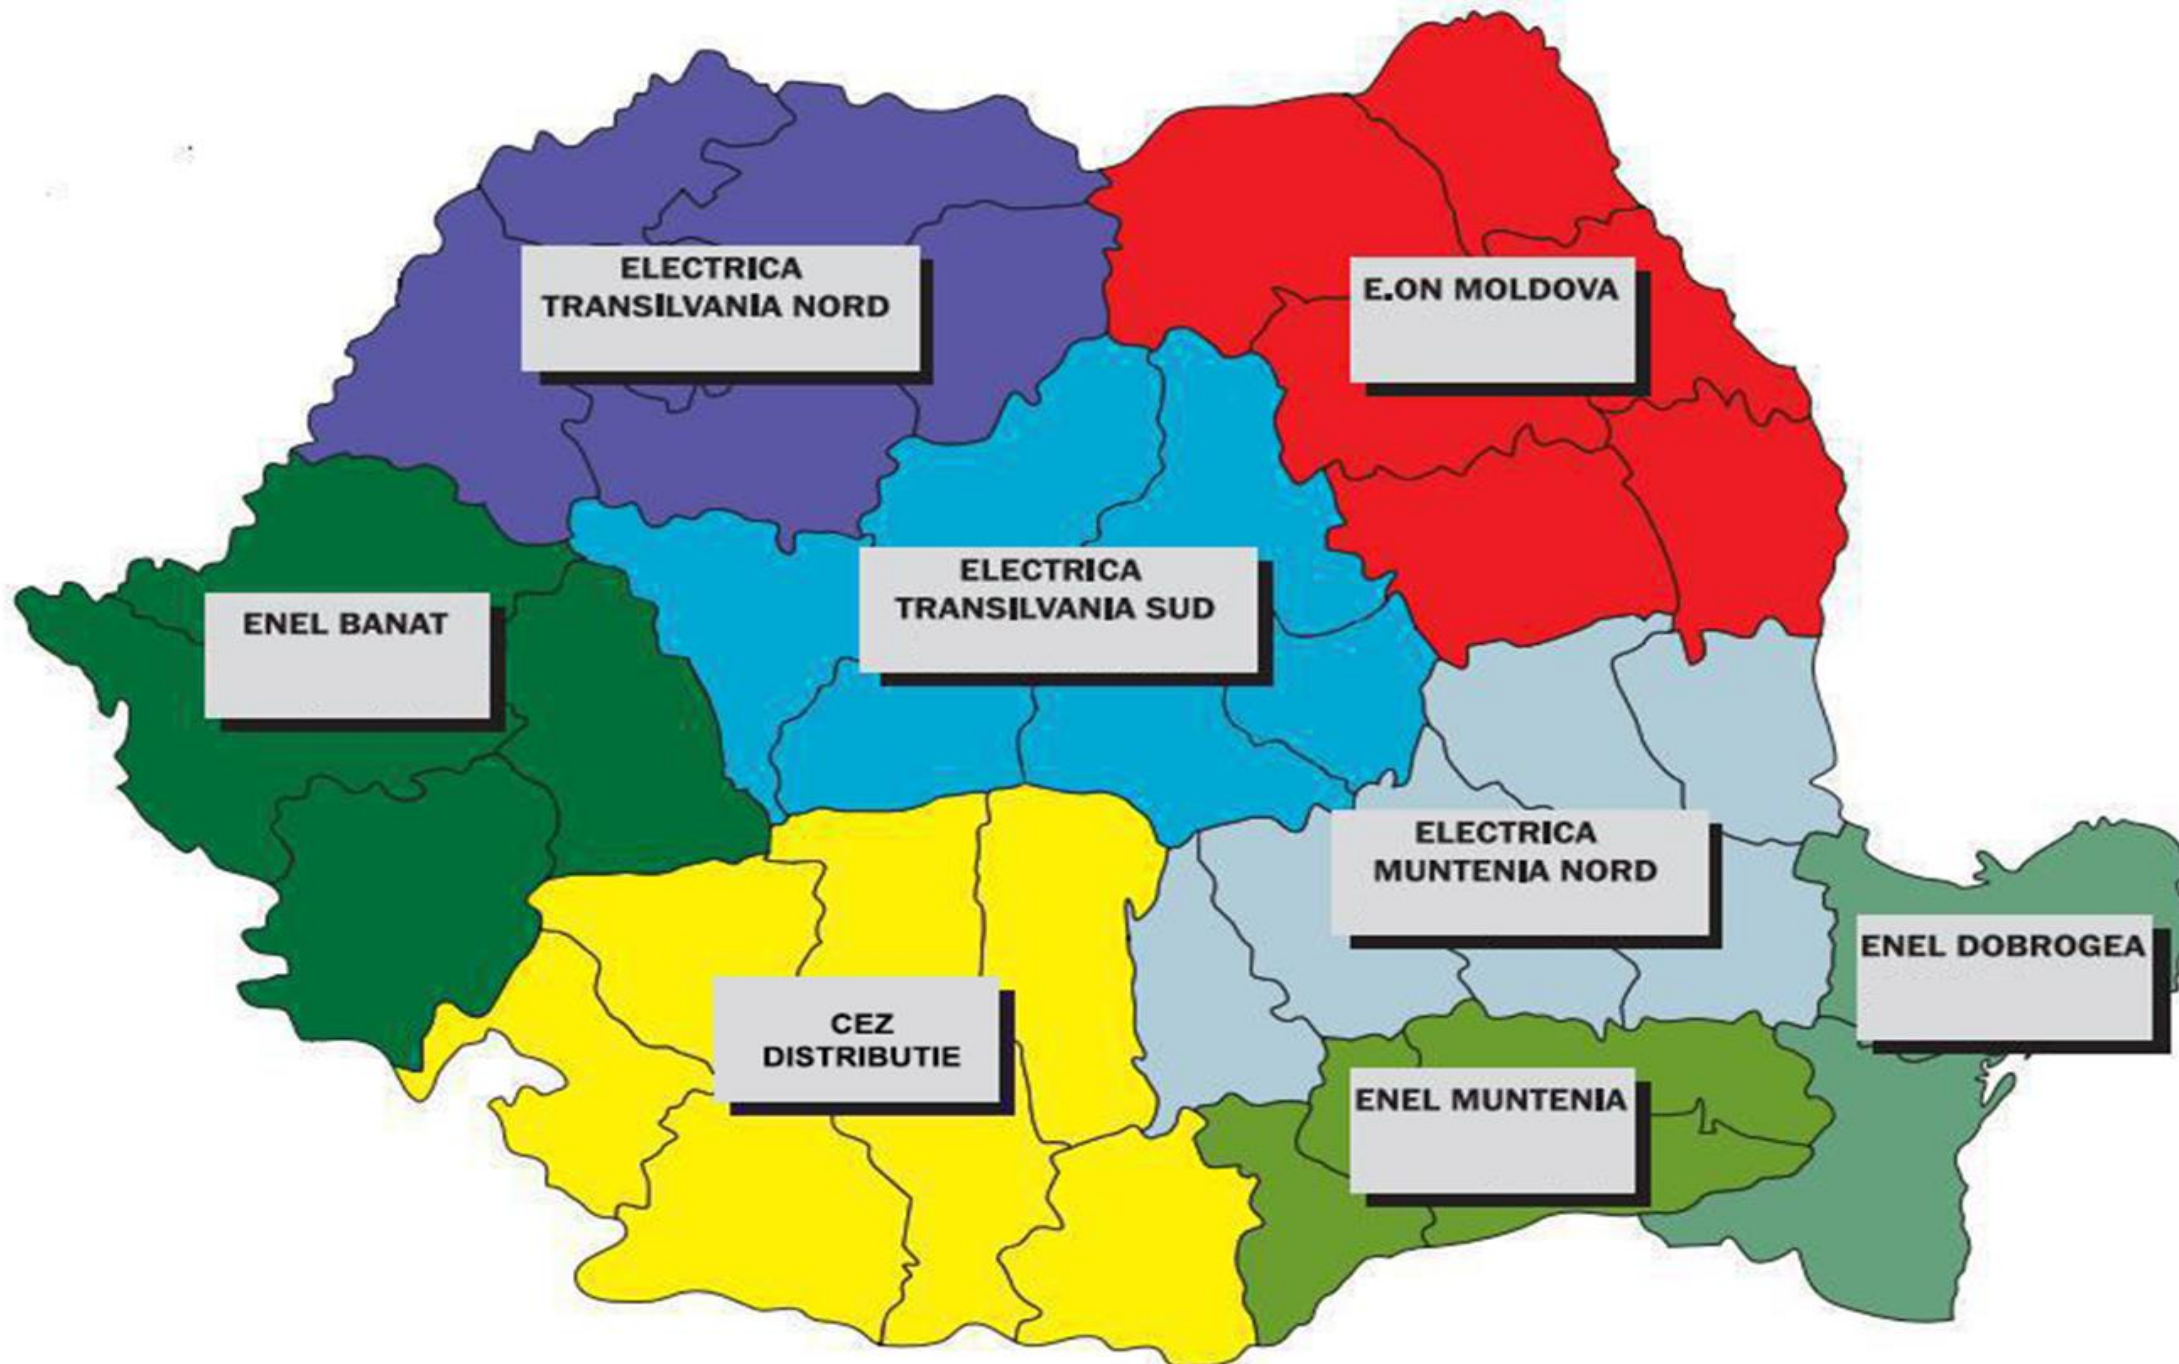 ELECTRICA
TRANSILVANIA NORD
E.ON MOLDOVA
ELECTRICA
TRANSILVANIA SUD
ENEL BANAT
ELECTRICA
MUNTENIA NORD
ENEL DOBROGEA
CEZ
DISTRIBUTIE
ENEL MUNTENIA